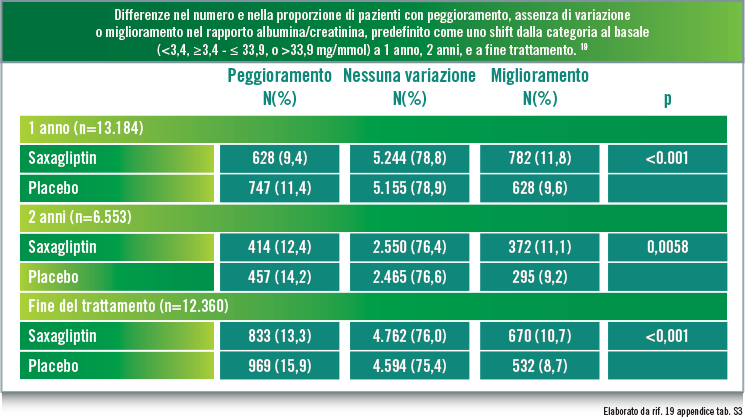 Differenze nel numero e nella proporzione di pazienti con peggioramento, assenza di variazione
o miglioramento nel rapporto albumina/creatinina, predefinito come uno shift dalla categoria al basale
(<3,4, ≥3,4 - ≤ 33,9, o >33,9 mg/mmol) a 1 anno, 2 anni, e a fine trattamento. 19
Peggioramento Nessuna variazione Miglioramento
N(%) N(%) N(%) p
1 anno (n=13.184)
Saxagliptin 628 (9,4) 5.244 (78,8) 782 (11,8) <0.001
Placebo 747 (11,4) 5.155 (78,9) 628 (9,6)
2 anni (n=6.553)
Saxagliptin 414 (12,4) 2.550 (76,4) 372 (11,1) 0,0058
Placebo 457 (14,2) 2.465 (76,6) 295 (9,2)
Fine del trattamento (n=12.360)
Saxagliptin 833 (13,3) 4.762 (76,0) 670 (10,7) <0,001
Placebo 969 (15,9) 4.594 (75,4) 532 (8,7)
Elaborato da rif. 19 appendice tab. S3